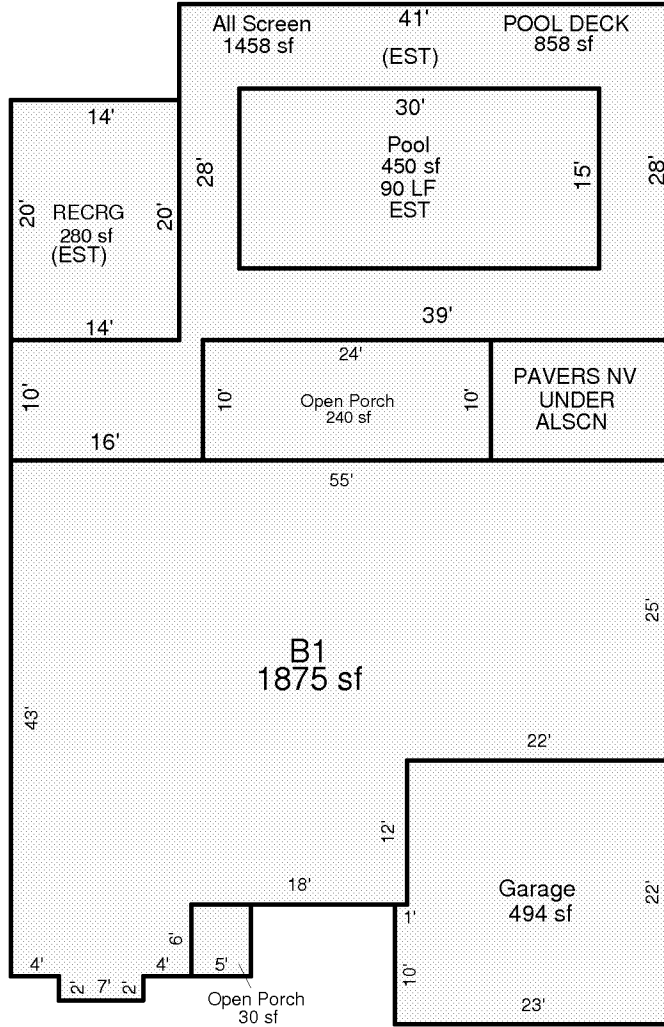 All Screen
1458 sf
41'
(EST)
POOL DECK
858 sf
14'
30'
Pool
450 sf
90 LF
EST
28'
15'
28'
20'
RECRG
280 sf
(EST)
20'
14'
39'
10'
16'
24'
10'
Open Porch
240 sf
10'
PAVERS NV
UNDER
ALSCN
55'
25'
B1
1875 sf
43'
22'
12'
18'
Garage
494 sf
22'
1'
6'
10'
4'
2'
7'
2'
4'
5'
Open Porch
30 sf
23'